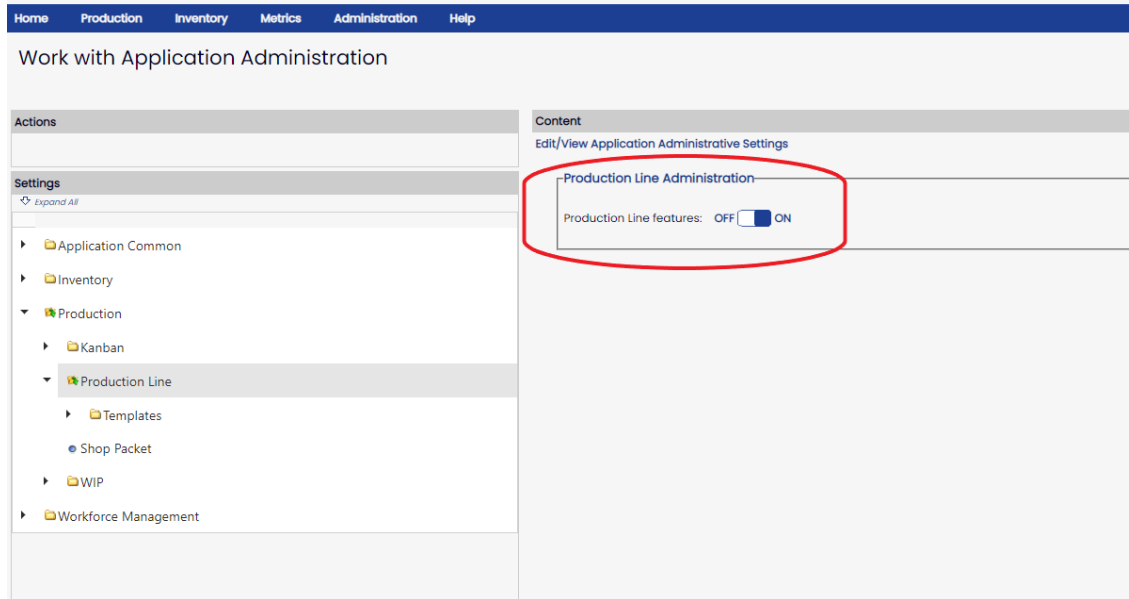 Home Production Inventory Metrics Administration Help
Work with Application Administration
Actions
Settings
Expand All
Application Common
Inventory
Production
Kanban
Production Line
Templates
Shop Packet
WIP
Workforce Management
Content
Edit/View Application Administrative Settings
Production Line Administration
Production Line features: OFF ON